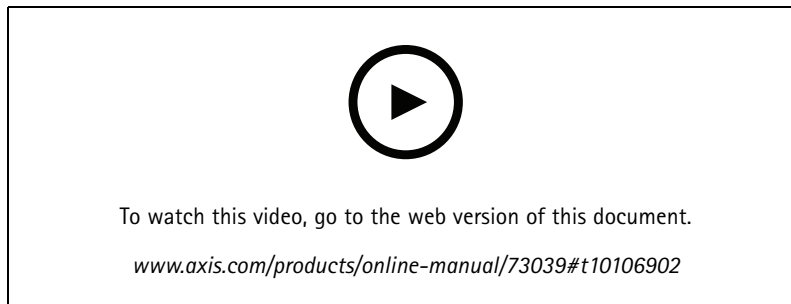 To watch this video, go to the web version of this document.
www.axis.com/products/online-manual/73039#t10106902